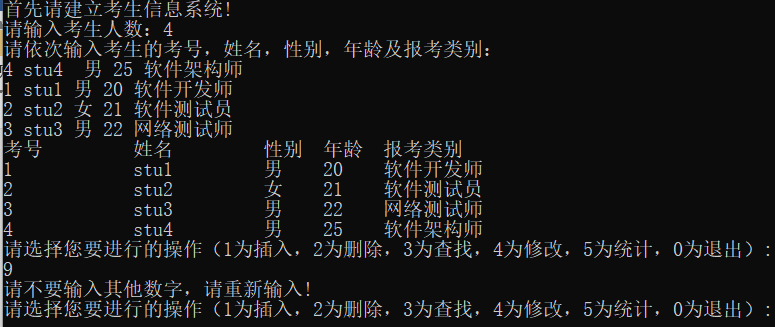 首先请建立考生信息系统!
请输入考生人数: 4
请依次输入考生的考号，姓名，性别，年龄及报考类别:
4 stu4  男 25 软件架构师
1 stu1 男 20 软件开发师
2 stu2 女 21 软件测试员
3 stu3 男 22 网络测试师
考号 姓名 性别 年龄 报考类别
1 stu1 男 20 软件开发师
2 stu2 女 21 软件测试员
3 stu3 男 22 网络测试师
4 stu4 男 25 软件架构师
请选择您要进行的操作（1为插入，2为删除，3为查找，4为修改，5为统计，0为退出）:
9
请不要输入其他数字，请重新输入!
请选择您要进行的操作（1为插入，2为删除，3为查找，4为修改，5为统计，0为退出）: